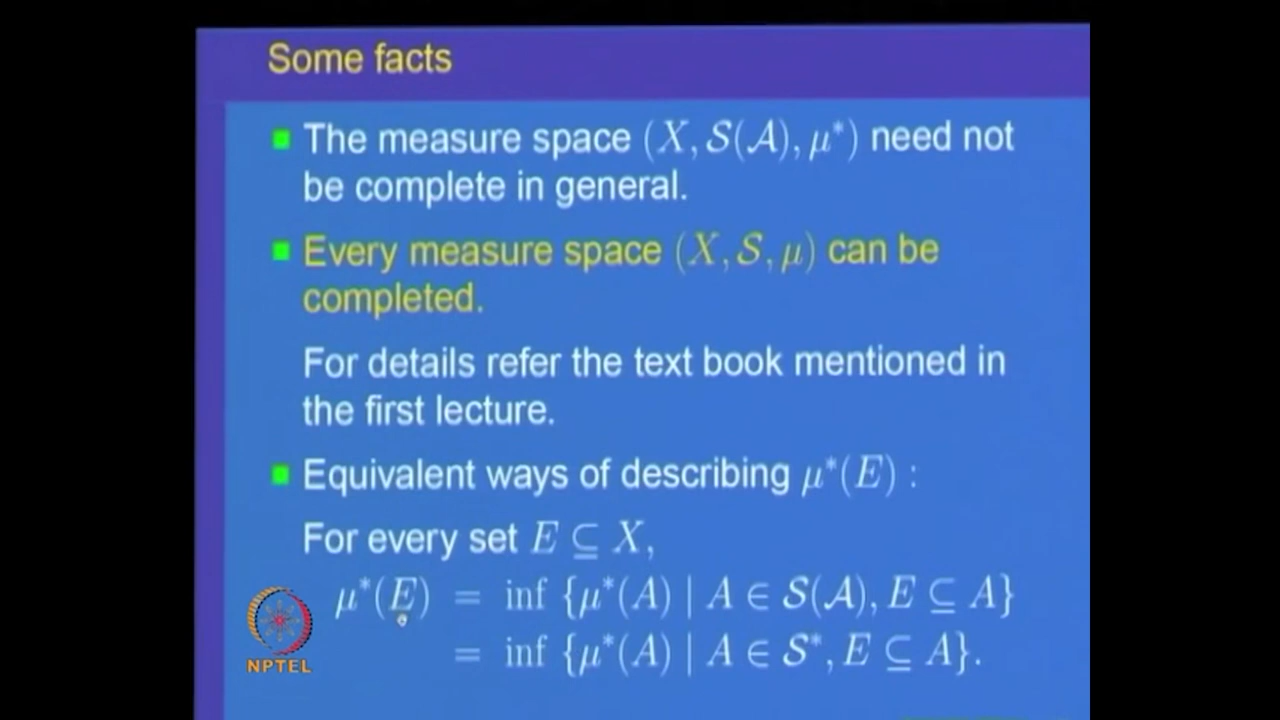 Some facts
The measure space (X, S(A), μ*) need not
be complete in general.
Every measure space (X, S, μ) can be
completed.
For details refer the text book mentioned in
the first lecture.
Equivalent ways of describing μ*(E) :
For every set E ⊆ X,
μ*(E) = inf {μ*(A) | A ∈ S(A), E ⊆ A}
= inf {μ*(A) | A ∈ S*, E ⊆ A}.
NPTEL